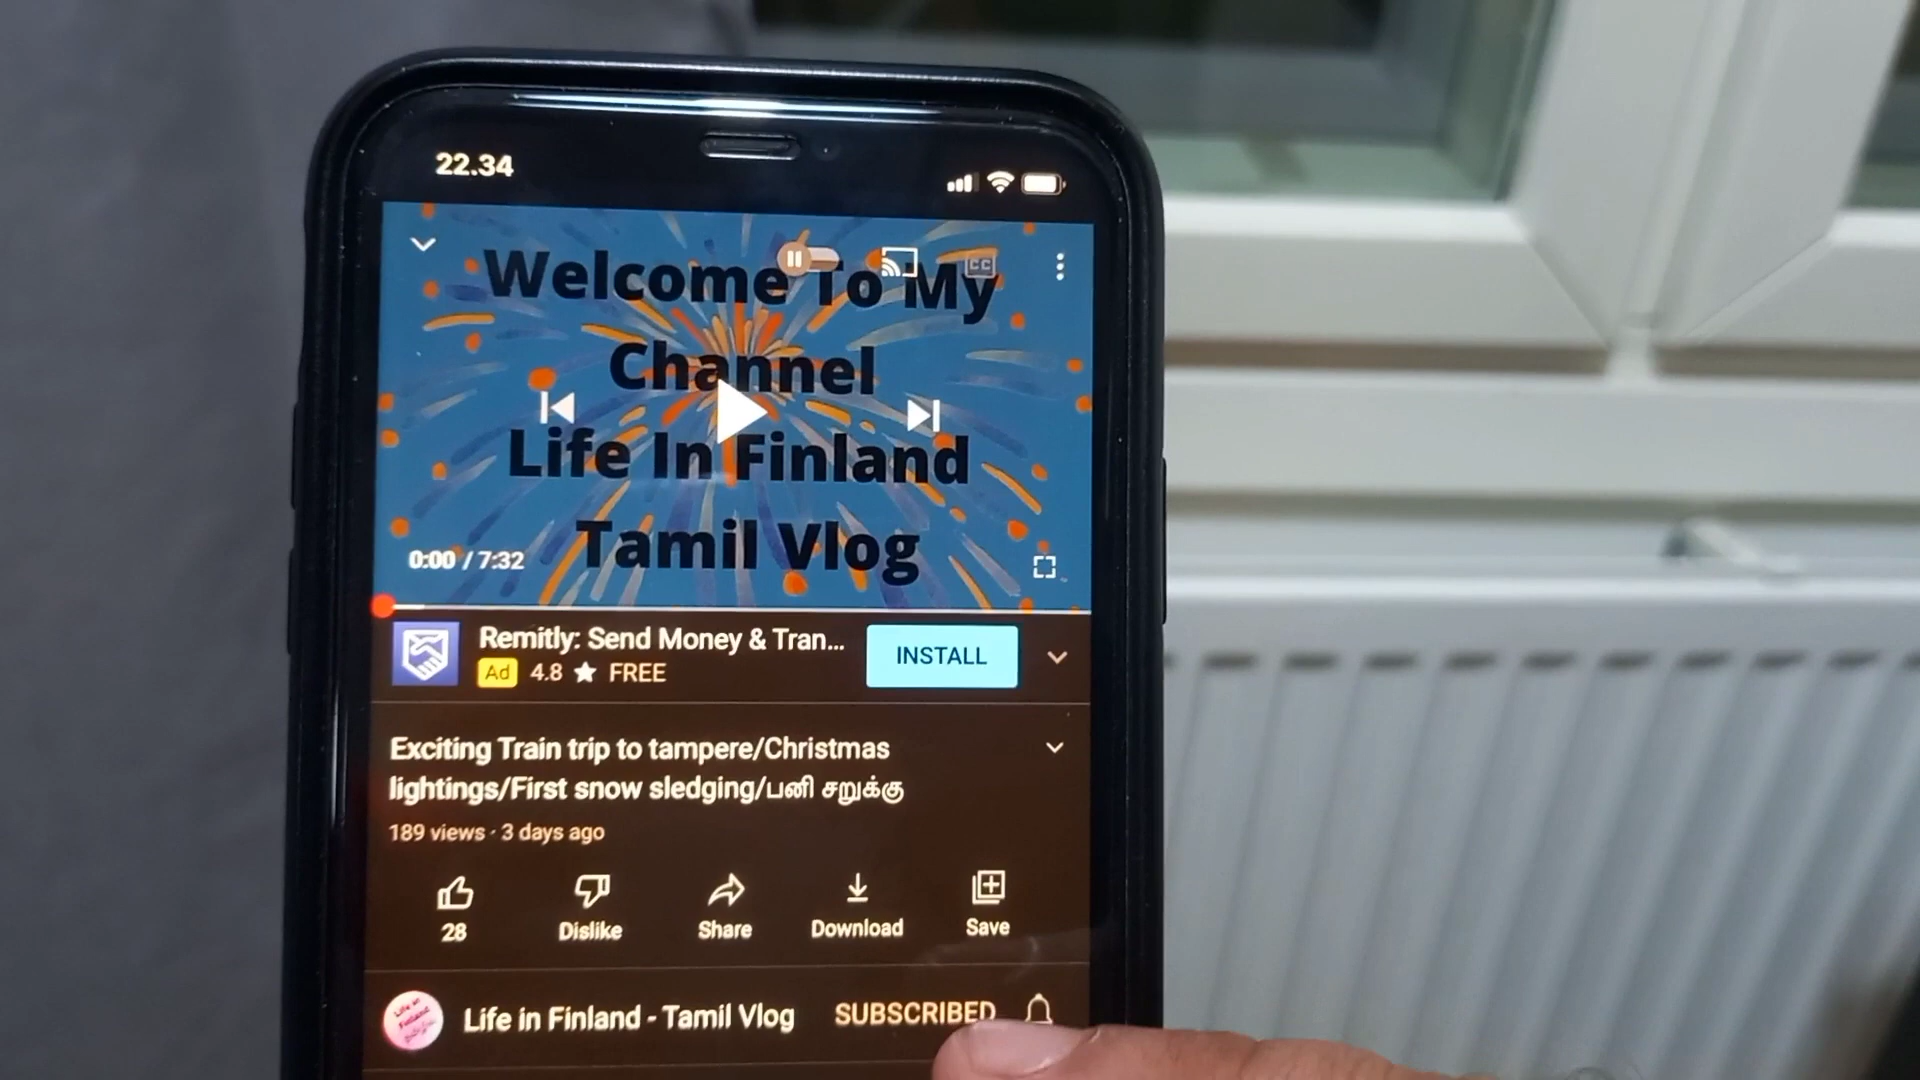 22.34
Welcome To My
CC
Channel
Life In Finland
Tamil Vlog
0:00 / 7:32
Remitly: Send Money & Tran...
INSTALL
Ad 4.8 ★ FREE
Exciting Train trip to tampere/Christmas
lightings/First snow sledging/பனி சறுக்கு
189 views · 3 days ago
28 Dislike Share Download Save
Life in Finland - Tamil Vlog SUBSCRIBED